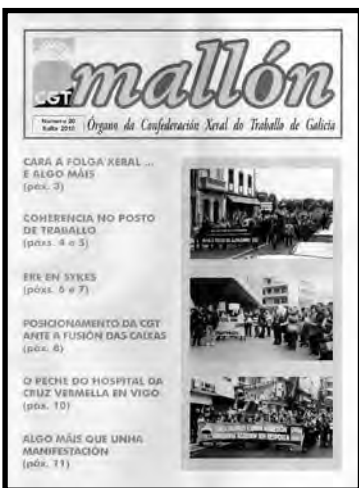 CGT
mallón
Numero 20
Xullo 2010
Órgano da Confederación Xeral do Traballo de Galicia
CARA A FOLGA XERAL ...
E ALGO MÁIS
(páx. 3)
COHERENCIA NO POSTO
DE TRABALLO
(páxs. 4 e 5)
ERE EN SYKES
(páxs. 6 e 7)
POSICIONAMENTO DA CGT
ANTE A FUSIÓN DAS CAIXAS
(páx. 8)
O PECHE DO HOSPITAL DA
CRUZ VERMELLA EN VIGO
(páx. 10)
ALGO MÁIS QUE UNHA
MANIFESTACIÓN
(páx. 11)